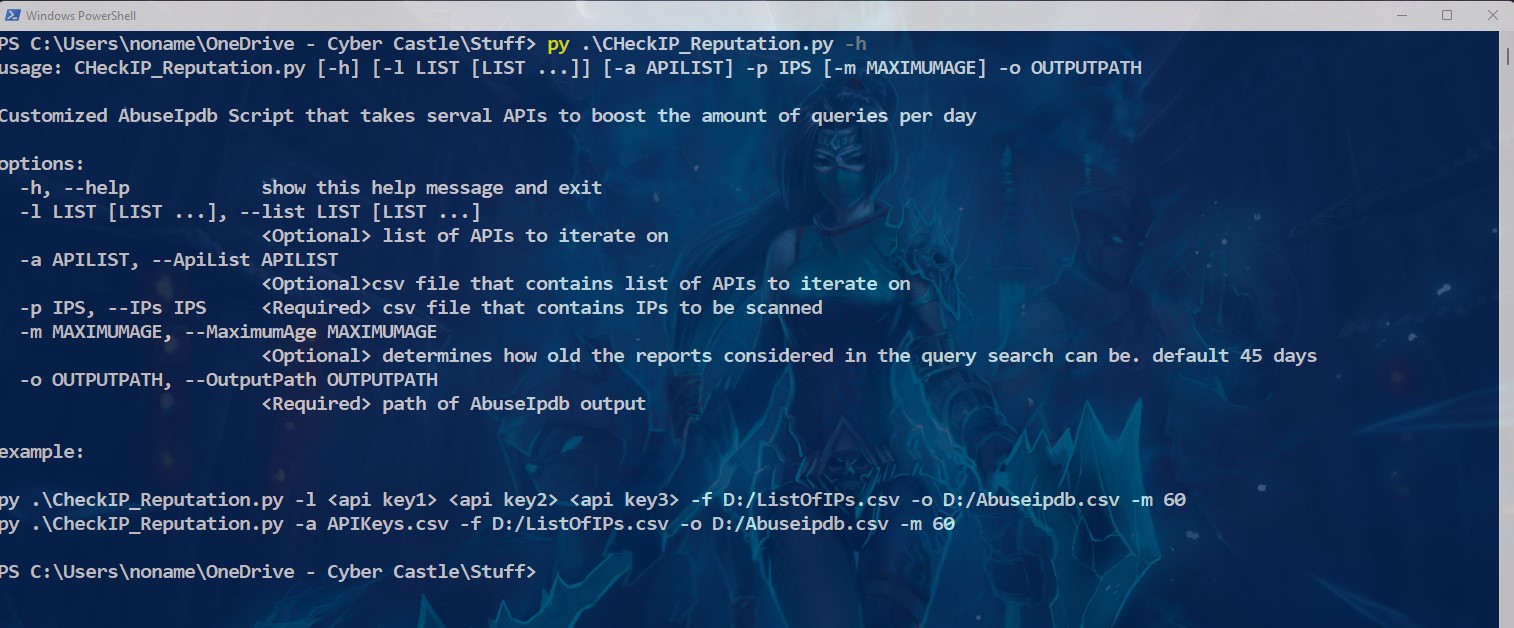 Windows PowerShell
PS C:\Users\noname\OneDrive - Cyber Castle\Stuff> py .\CHeckIP_Reputation.py -h
usage: CHeckIP_Reputation.py [-h] [-l LIST [LIST ...]] [-a APILIST] -p IPS [-m MAXIMUMAGE] -o OUTPUTPATH
Customized AbuseIpdb Script that takes serval APIs to boost the amount of queries per day
options:
-h, --help show this help message and exit
-l LIST [LIST ...], --list LIST [LIST ...]
<Optional> list of APIs to iterate on
-a APILIST, --ApiList APILIST
<Optional>csv file that contains list of APIs to iterate on
-p IPS, --IPs IPS <Required> csv file that contains IPs to be scanned
-m MAXIMUMAGE, --MaximumAge MAXIMUMAGE
<Optional> determines how old the reports considered in the query search can be. default 45 days
-o OUTPUTPATH, --OutputPath OUTPUTPATH
<Required> path of AbuseIpdb output
example:
py .\CheckIP_Reputation.py -l <api key1> <api key2> <api key3> -f D:/ListOfIPs.csv -o D:/Abuseipdb.csv -m 60
py .\CheckIP_Reputation.py -a APIKeys.csv -f D:/ListOfIPs.csv -o D:/Abuseipdb.csv -m 60
PS C:\Users\noname\OneDrive - Cyber Castle\Stuff>